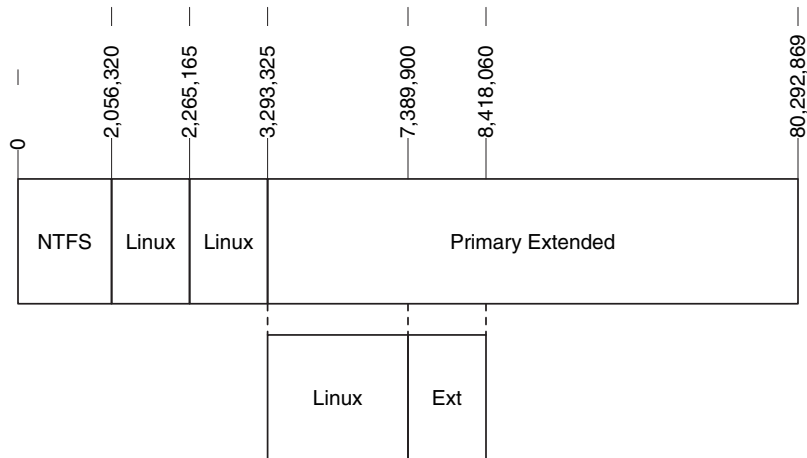 0
2,056,320
2,265,165
3,293,325
7,389,900
8,418,060
80,292,869
NTFS
Linux
Linux
Primary Extended
Linux
Ext